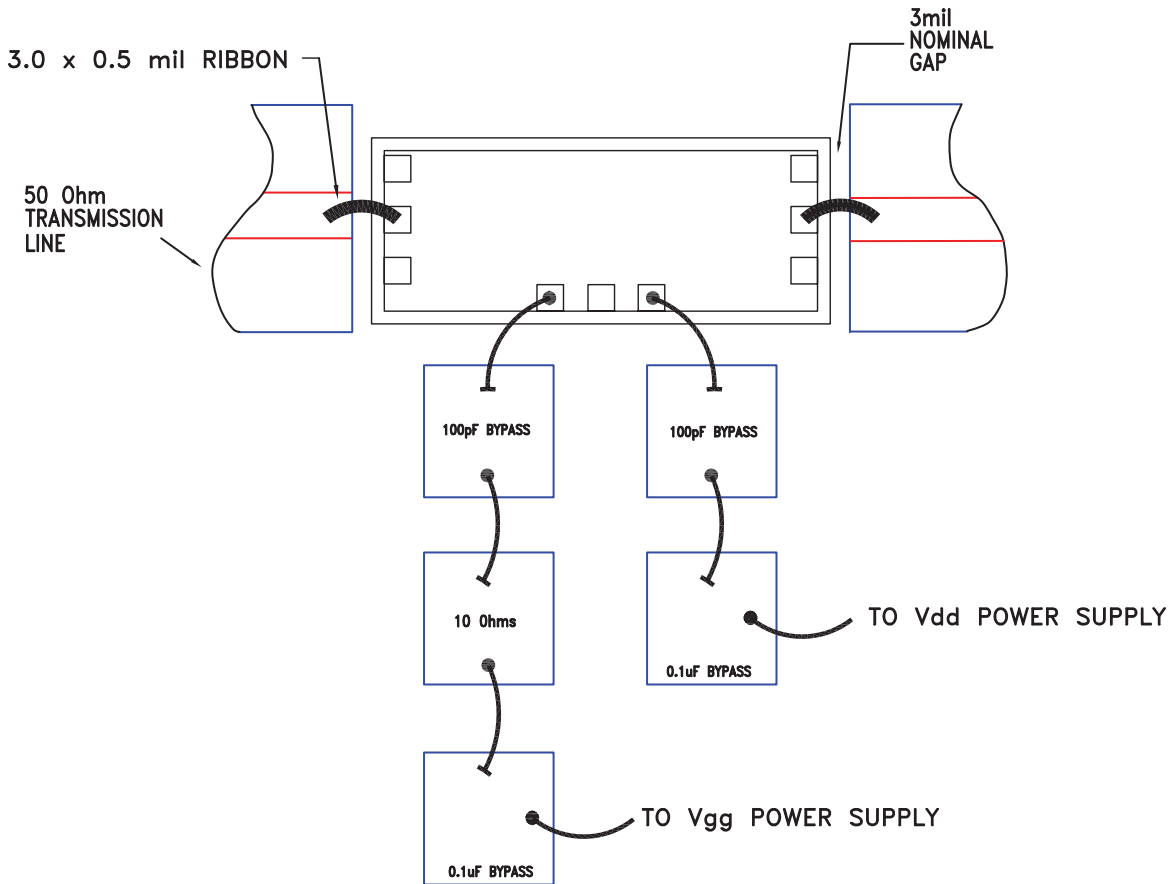 3mil
NOMINAL
GAP
3.0 x 0.5 mil RIBBON
50 Ohm
TRANSMISSION
LINE
100pF BYPASS
100pF BYPASS
10 Ohms
TO Vdd POWER SUPPLY
0.1uF BYPASS
TO Vgg POWER SUPPLY
0.1uF BYPASS